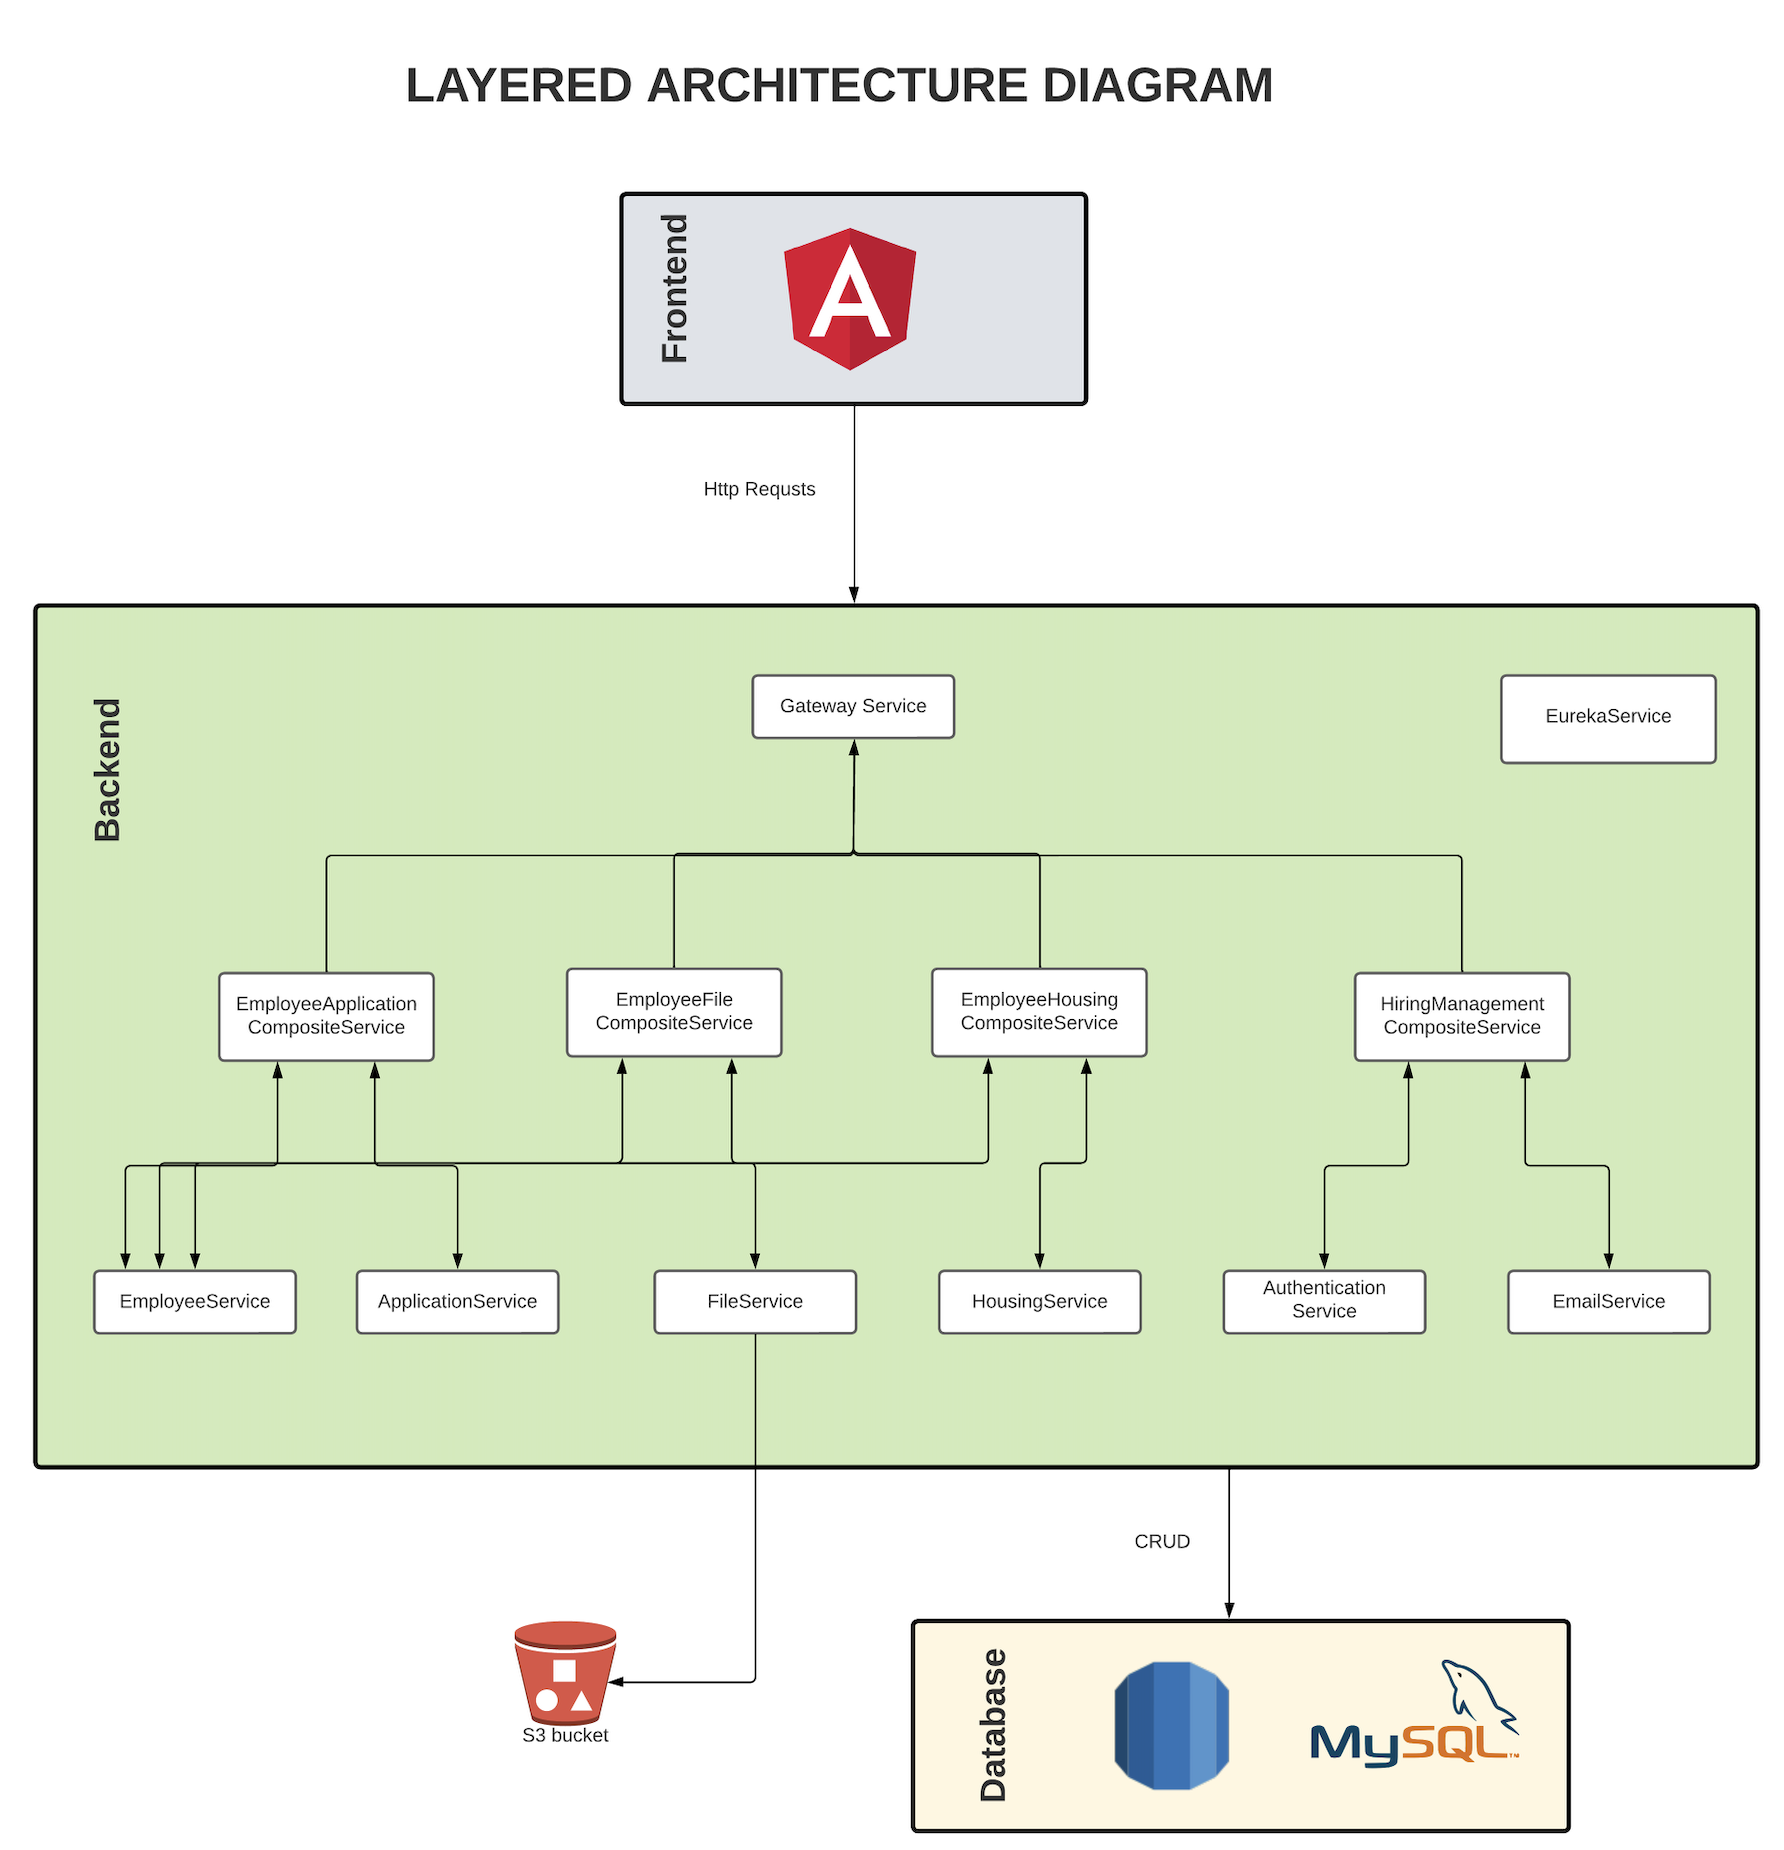 LAYERED ARCHITECTURE DIAGRAM
Frontend
A
Http Requsts
Backend
Gateway Service
EurekaService
EmployeeApplication
CompositeService
EmployeeFile
CompositeService
EmployeeHousing
CompositeService
HiringManagement
CompositeService
EmployeeService
ApplicationService
FileService
HousingService
Authentication
Service
EmailService
CRUD
S3 bucket
Database
MySQL™